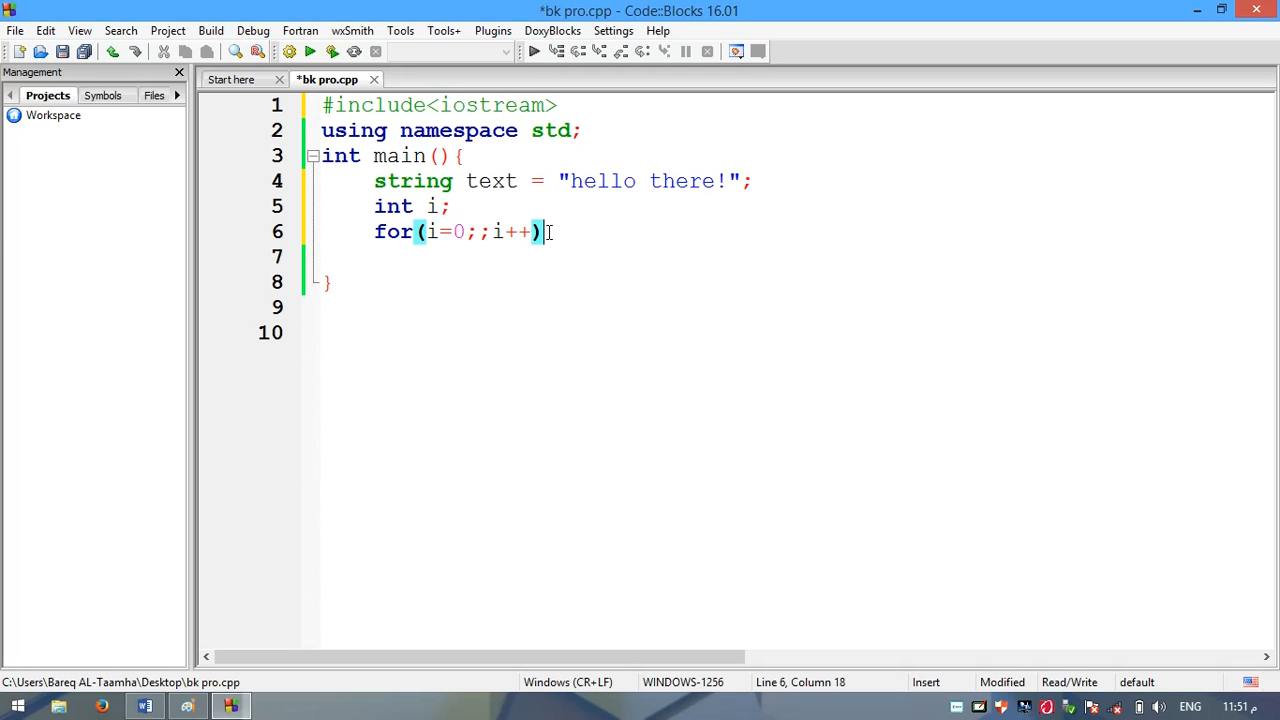 *bk pro.cpp - Code::Blocks 16.01
File Edit View Search Project Build Debug Fortran wxSmith Tools Tools+ Plugins DoxyBlocks Settings Help
Management
Start here *bk pro.cpp
Projects Symbols Files
Workspace
1 #include<iostream>
2 using namespace std;
3 int main(){
4 string text = "hello there!";
5 int i;
6 for(i=0;;i++)
7
8 }
9
10
C:\Users\Bareq AL-Taamha\Desktop\bk pro.cpp Windows (CR+LF) WINDOWS-1256 Line 6, Column 18 Insert Modified Read/Write default
ENG 11:51 م